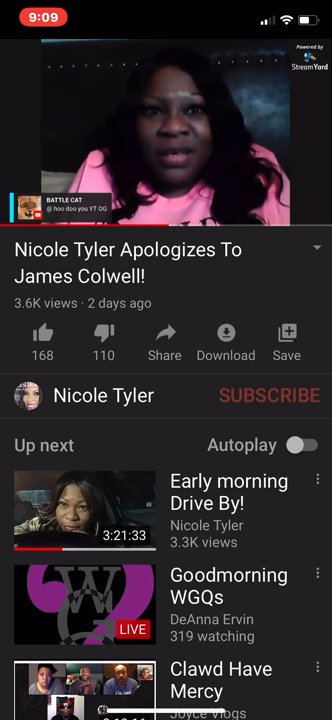 9:09
Powered by
StreamYard
BATTLE CAT
@ hoo doo you YT OG
Nicole Tyler Apologizes To
James Colwell!
3.6K views · 2 days ago
168
110
Share
Download
Save
Nicole Tyler
SUBSCRIBE
Up next
Autoplay
Early morning
Drive By!
Nicole Tyler
3.3K views
3:21:33
Goodmorning
WGQs
DeAnna Ervin
319 watching
LIVE
Clawd Have
Mercy
Joyce Vlogs